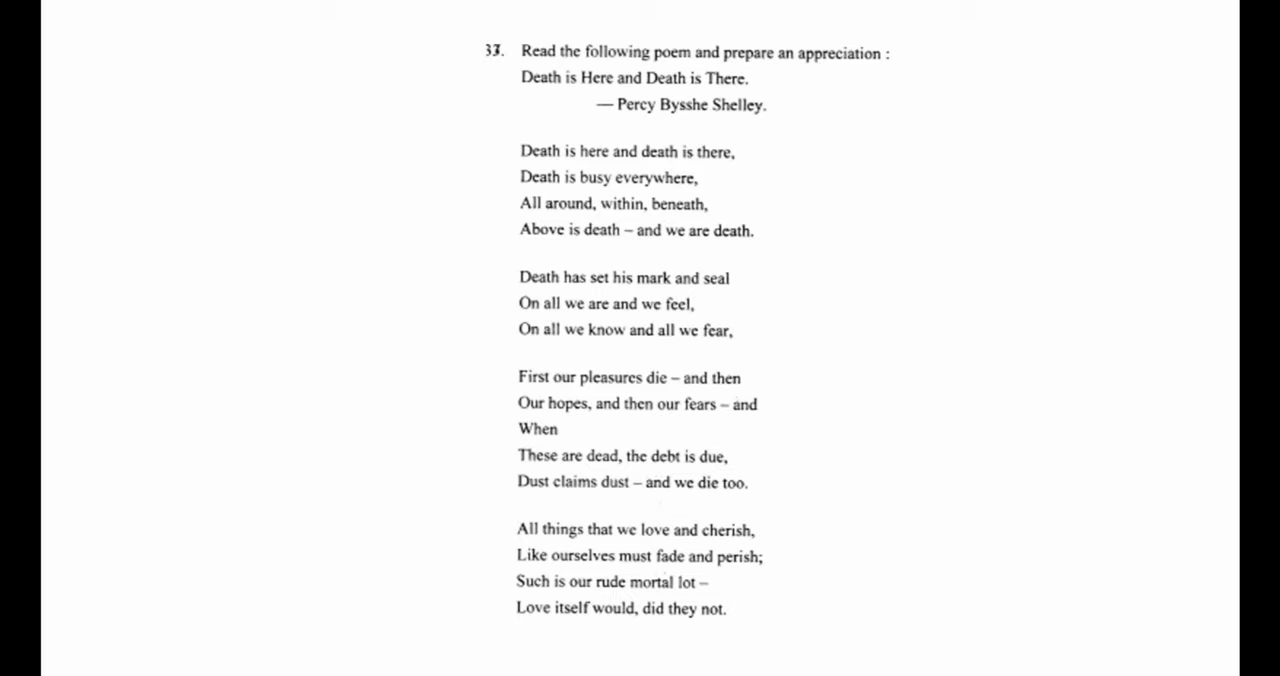 37. Read the following poem and prepare an appreciation :
Death is Here and Death is There.
— Percy Bysshe Shelley.
Death is here and death is there,
Death is busy everywhere,
All around, within, beneath,
Above is death – and we are death.
Death has set his mark and seal
On all we are and we feel,
On all we know and all we fear,
First our pleasures die – and then
Our hopes, and then our fears – and
When
These are dead, the debt is due,
Dust claims dust – and we die too.
All things that we love and cherish,
Like ourselves must fade and perish;
Such is our rude mortal lot –
Love itself would, did they not.